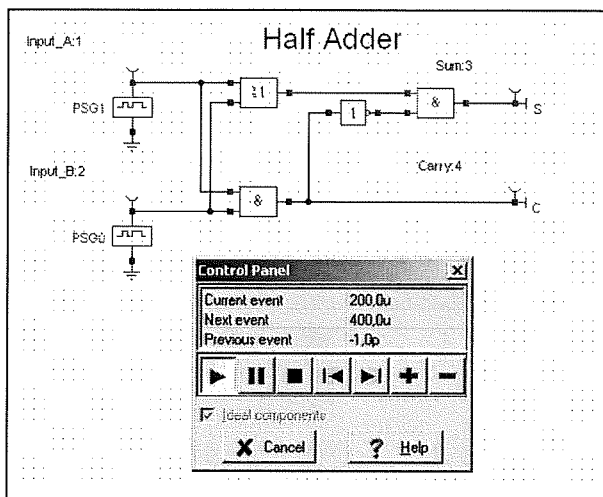 Half Adder
Input_A:1
Sum:3
PSG1
≥1
&
1
S
Input_B:2
Carry:4
&
C
Control Panel
Current event 200,0u
Next event 400,0u
Previous event -1,0p
Ideal components
Cancel
Help